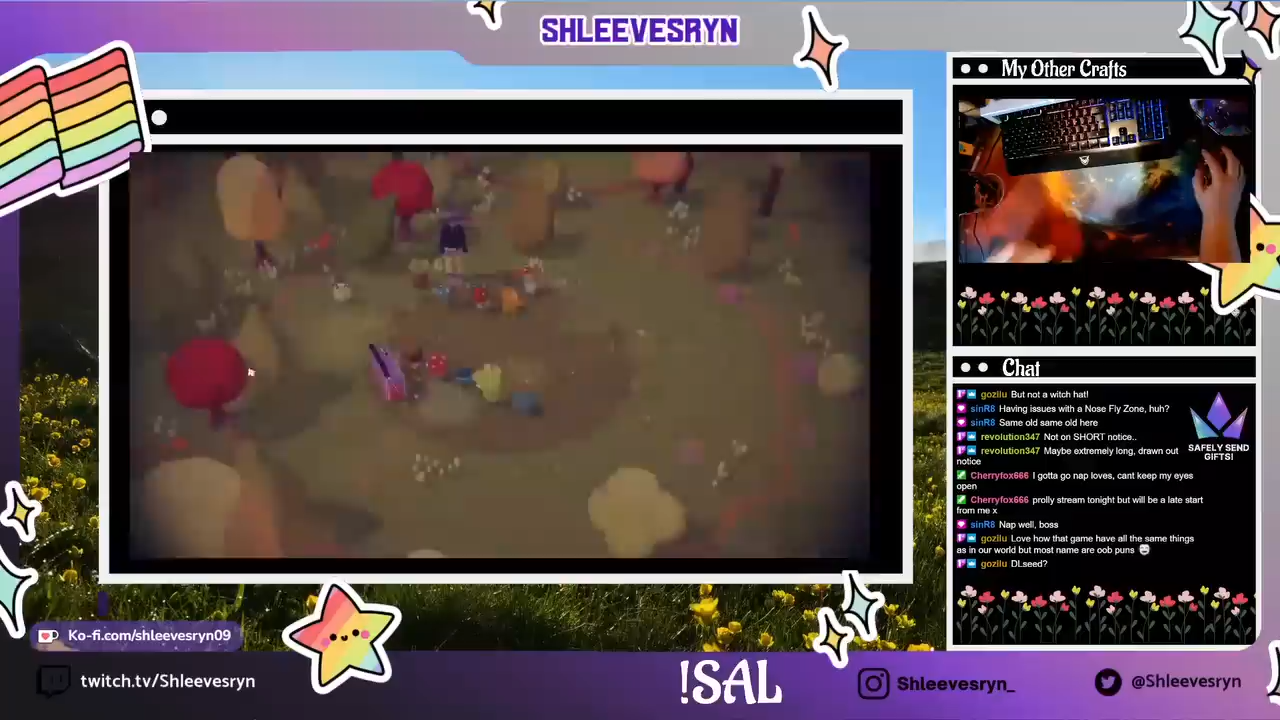 SHLEEVESRYN
My Other Crafts
Chat
gozilu But not a witch hat!
sinR8 Having issues with a Nose Fly Zone, huh?
sinR8 Same old same old here
revolution347 Not on SHORT notice..
revolution347 Maybe extremely long, drawn out
notice
Cherryfox666 I gotta go nap loves, cant keep my eyes
open
Cherryfox666 prolly stream tonight but will be a late start
from me x
sinR8 Nap well, boss
gozilu Love how that game have all the same things
as in our world but most name are oob puns
gozilu DLseed?
SAFELY SEND
GIFTS!
Ko-fi.com/shleevesryn09
twitch.tv/Shleevesryn
!SAL
Shleevesryn_
@Shleevesryn